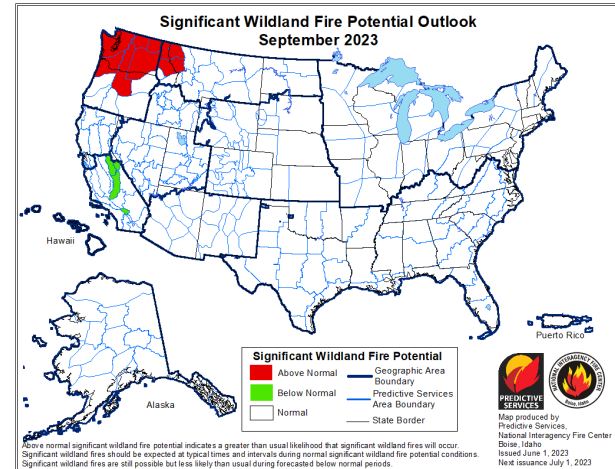 Significant Wildland Fire Potential Outlook
September 2023
Hawaii
Alaska
Puerto Rico
Significant Wildland Fire Potential
Above Normal
Below Normal
Normal
Geographic Area
Boundary
Predictive Services
Area Boundary
State Border
PREDICTIVE
SERVICES
NATIONAL INTERAGENCY FIRE CENTER
Boise, Idaho
Map produced by
Predictive Services,
National Interagency Fire Center
Boise, Idaho
Issued June 1, 2023
Next issuance July 1, 2023
Above normal significant wildland fire potential indicates a greater than usual likelihood that significant wildland fires will occur.
Significant wildland fires should be expected at typical times and intervals during normal significant wildland fire potential conditions.
Significant wildland fires are still possible but less likely than usual during forecasted below normal periods.